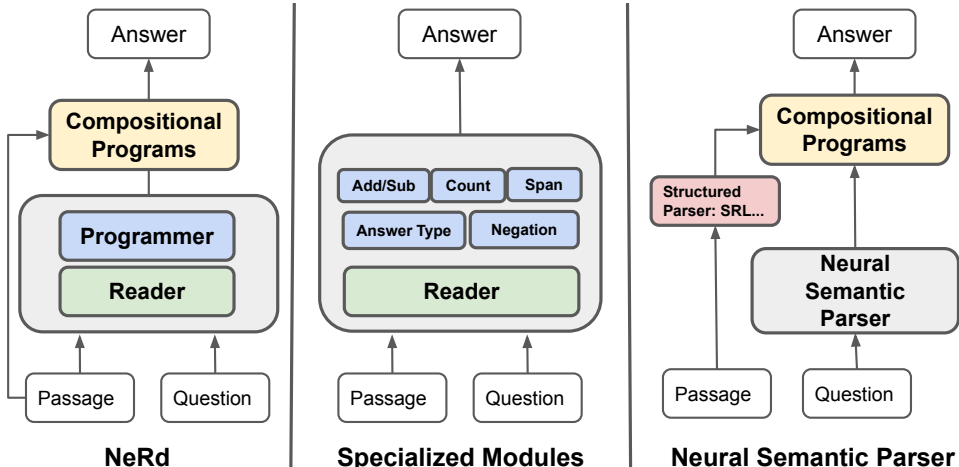 Answer
Compositional
Programs
Programmer
Reader
Passage
Question
NeRd
Answer
Add/Sub
Count
Span
Answer Type
Negation
Reader
Passage
Question
Specialized Modules
Answer
Compositional
Programs
Structured
Parser: SRL...
Neural
Semantic
Parser
Passage
Question
Neural Semantic Parser